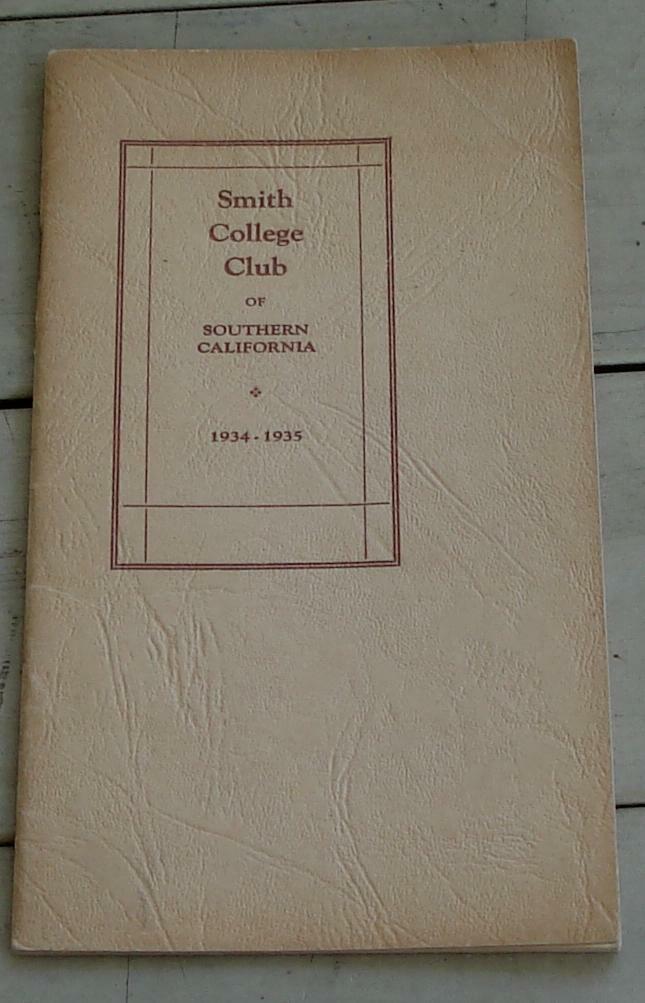 Smith
College
Club
OF
SOUTHERN
CALIFORNIA
1934-1935